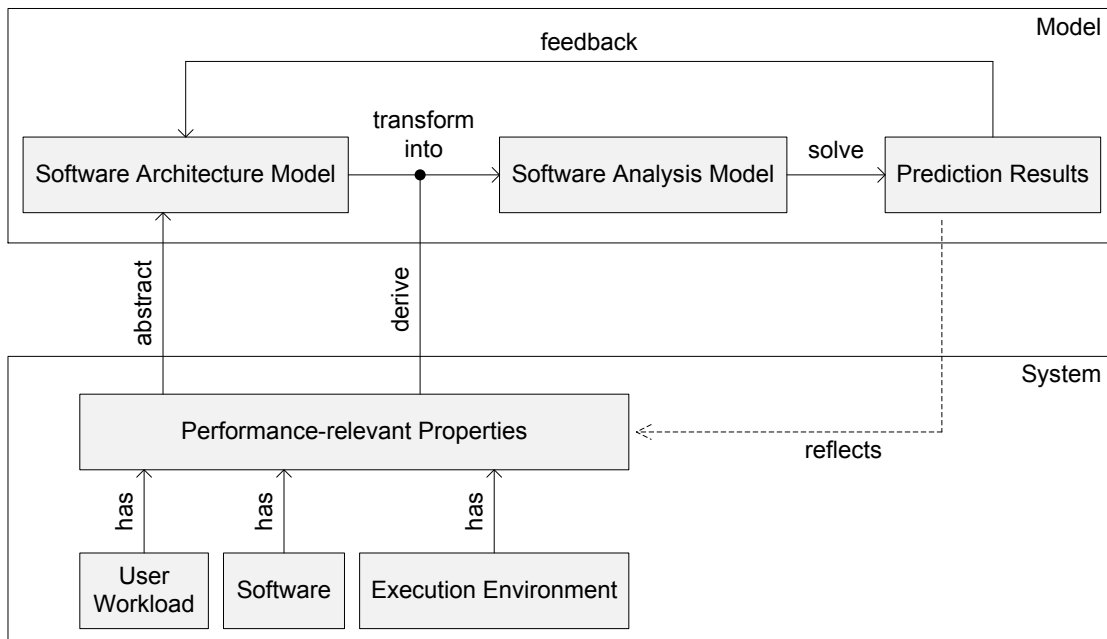 Model
feedback
transform
into
solve
Software Architecture Model
Software Analysis Model
Prediction Results
abstract
derive
System
Performance-relevant Properties
reflects
has
has
has
User
Workload
Software
Execution Environment